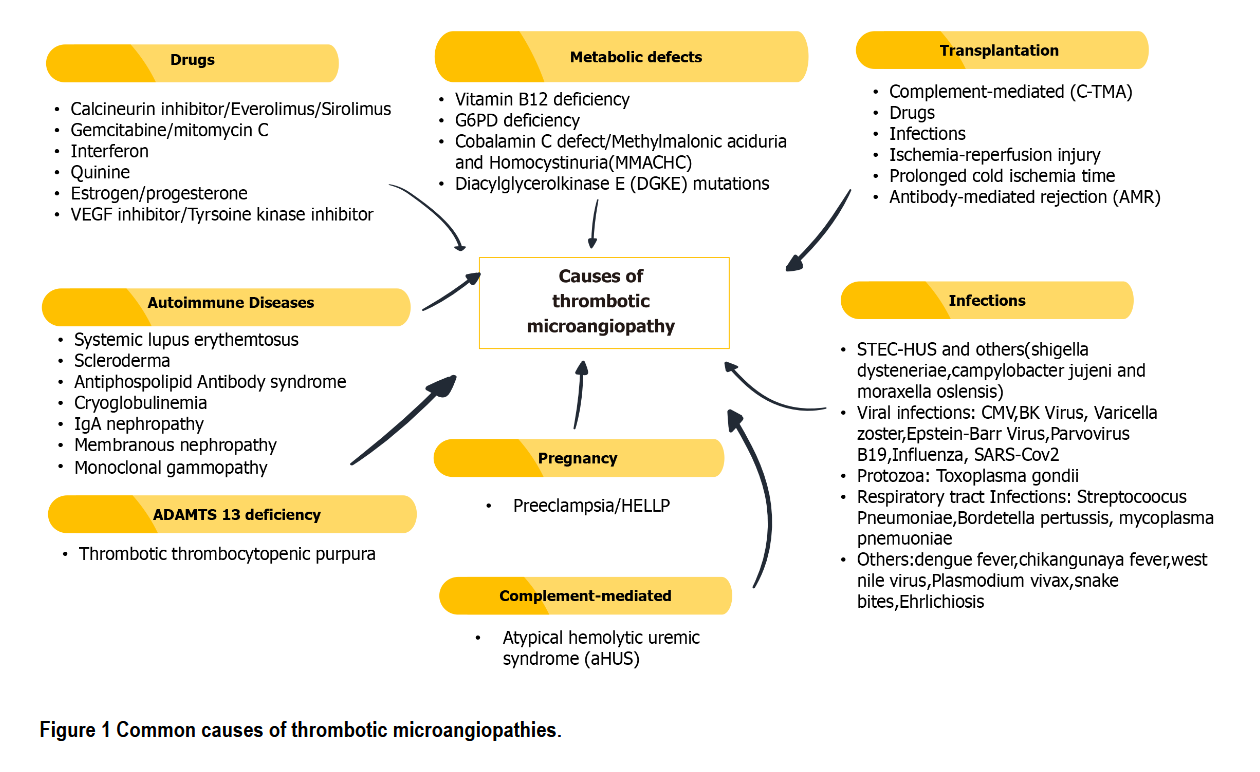 Drugs
• Calcineurin inhibitor/Everolimus/Sirolimus
• Gemcitabine/mitomycin C
• Interferon
• Quinine
• Estrogen/progesterone
• VEGF inhibitor/Tyrsoine kinase inhibitor
Metabolic defects
• Vitamin B12 deficiency
• G6PD deficiency
• Cobalamin C defect/Methylmalonic aciduria
and Homocystinuria(MMACHC)
• Diacylglycerolkinase E (DGKE) mutations
Transplantation
• Complement-mediated (C-TMA)
• Drugs
• Infections
• Ischemia-reperfusion injury
• Prolonged cold ischemia time
• Antibody-mediated rejection (AMR)
Causes of
thrombotic
microangiopathy
Autoimmune Diseases
• Systemic lupus erythemtosus
• Scleroderma
• Antiphospolipid Antibody syndrome
• Cryoglobulinemia
• IgA nephropathy
• Membranous nephropathy
• Monoclonal gammopathy
Infections
• STEC-HUS and others(shigella
dysteneriae,campylobacter jujeni and
moraxella oslensis)
• Viral infections: CMV,BK Virus, Varicella
zoster,Epstein-Barr Virus,Parvovirus
B19,Influenza, SARS-Cov2
• Protozoa: Toxoplasma gondii
• Respiratory tract Infections: Streptocoocus
Pneumoniae,Bordetella pertussis, mycoplasma
pnemuoniae
• Others:dengue fever,chikangunaya fever,west
nile virus,Plasmodium vivax,snake
bites,Ehrlichiosis
Pregnancy
• Preeclampsia/HELLP
ADAMTS 13 deficiency
• Thrombotic thrombocytopenic purpura
Complement-mediated
• Atypical hemolytic uremic
syndrome (aHUS)
Figure 1 Common causes of thrombotic microangiopathies.